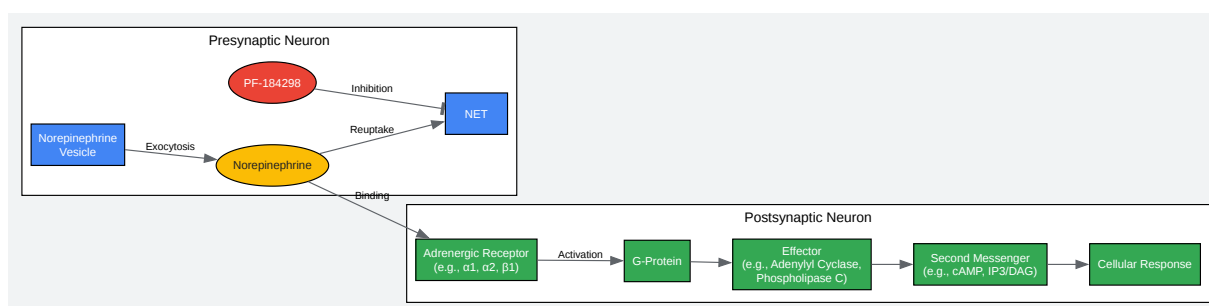 Presynaptic Neuron
PF-184298
Inhibition
NET
Reuptake
Norepinephrine
Vesicle
Exocytosis
Norepinephrine
Binding
Postsynaptic Neuron
Adrenergic Receptor
(e.g., α1, α2, β1)
Activation
G-Protein
Effector
(e.g., Adenylyl Cyclase,
Phospholipase C)
Second Messenger
(e.g., cAMP, IP3/DAG)
Cellular Response